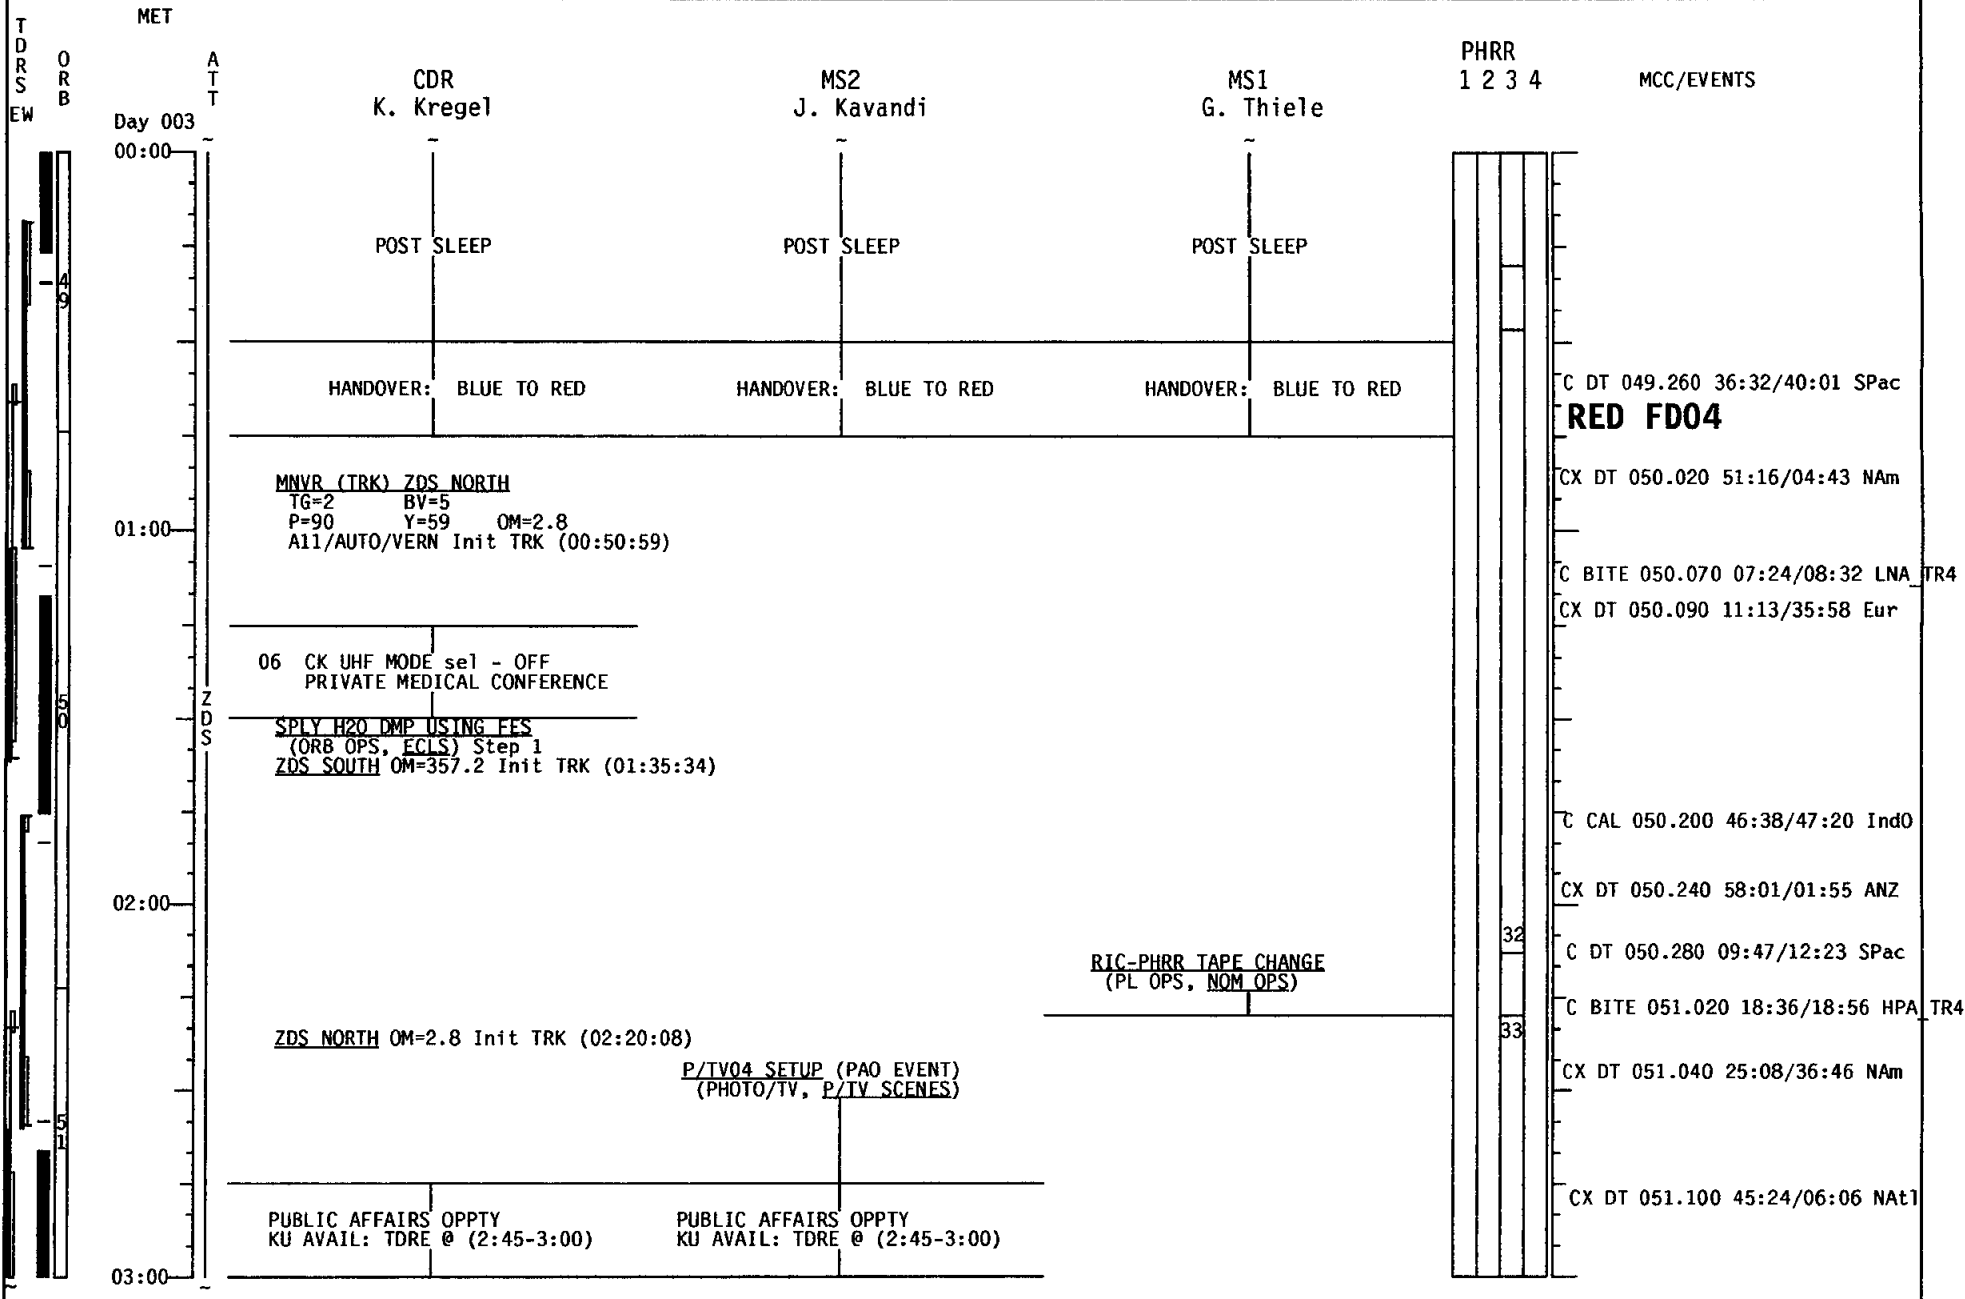 MET
TDRS
EW
ORB
ATT
CDR
K. Kregel
MS2
J. Kavandi
MS1
G. Thiele
PHRR
1 2 3 4
MCC/EVENTS
Day 003
~ ~ ~ ~
00:00
POST SLEEP POST SLEEP POST SLEEP
49
HANDOVER: BLUE TO RED HANDOVER: BLUE TO RED HANDOVER: BLUE TO RED
C DT 049.260 36:32/40:01 SPac
RED FD04
MNVR (TRK) ZDS NORTH
TG=2 BV=5
P=90 Y=59 OM=2.8
A11/AUTO/VERN Init TRK (00:50:59)
CX DT 050.020 51:16/04:43 NAm
01:00
C BITE 050.070 07:24/08:32 LNA_TR4
CX DT 050.090 11:13/35:58 Eur
06 CK UHF MODE sel - OFF
PRIVATE MEDICAL CONFERENCE
50
ZDS
SPLY H2O DMP USING FES
(ORB OPS, ECLS) Step 1
ZDS SOUTH OM=357.2 Init TRK (01:35:34)
C CAL 050.200 46:38/47:20 IndO
CX DT 050.240 58:01/01:55 ANZ
02:00
32
C DT 050.280 09:47/12:23 SPac
RIC-PHRR TAPE CHANGE
(PL OPS, NOM OPS)
C BITE 051.020 18:36/18:56 HPA_TR4
33
ZDS NORTH OM=2.8 Init TRK (02:20:08)
P/TV04 SETUP (PAO EVENT)
(PHOTO/TV, P/TV SCENES)
CX DT 051.040 25:08/36:46 NAm
51
CX DT 051.100 45:24/06:06 NAtl
PUBLIC AFFAIRS OPPTY
KU AVAIL: TDRE @ (2:45-3:00)
PUBLIC AFFAIRS OPPTY
KU AVAIL: TDRE @ (2:45-3:00)
03:00
~ ~